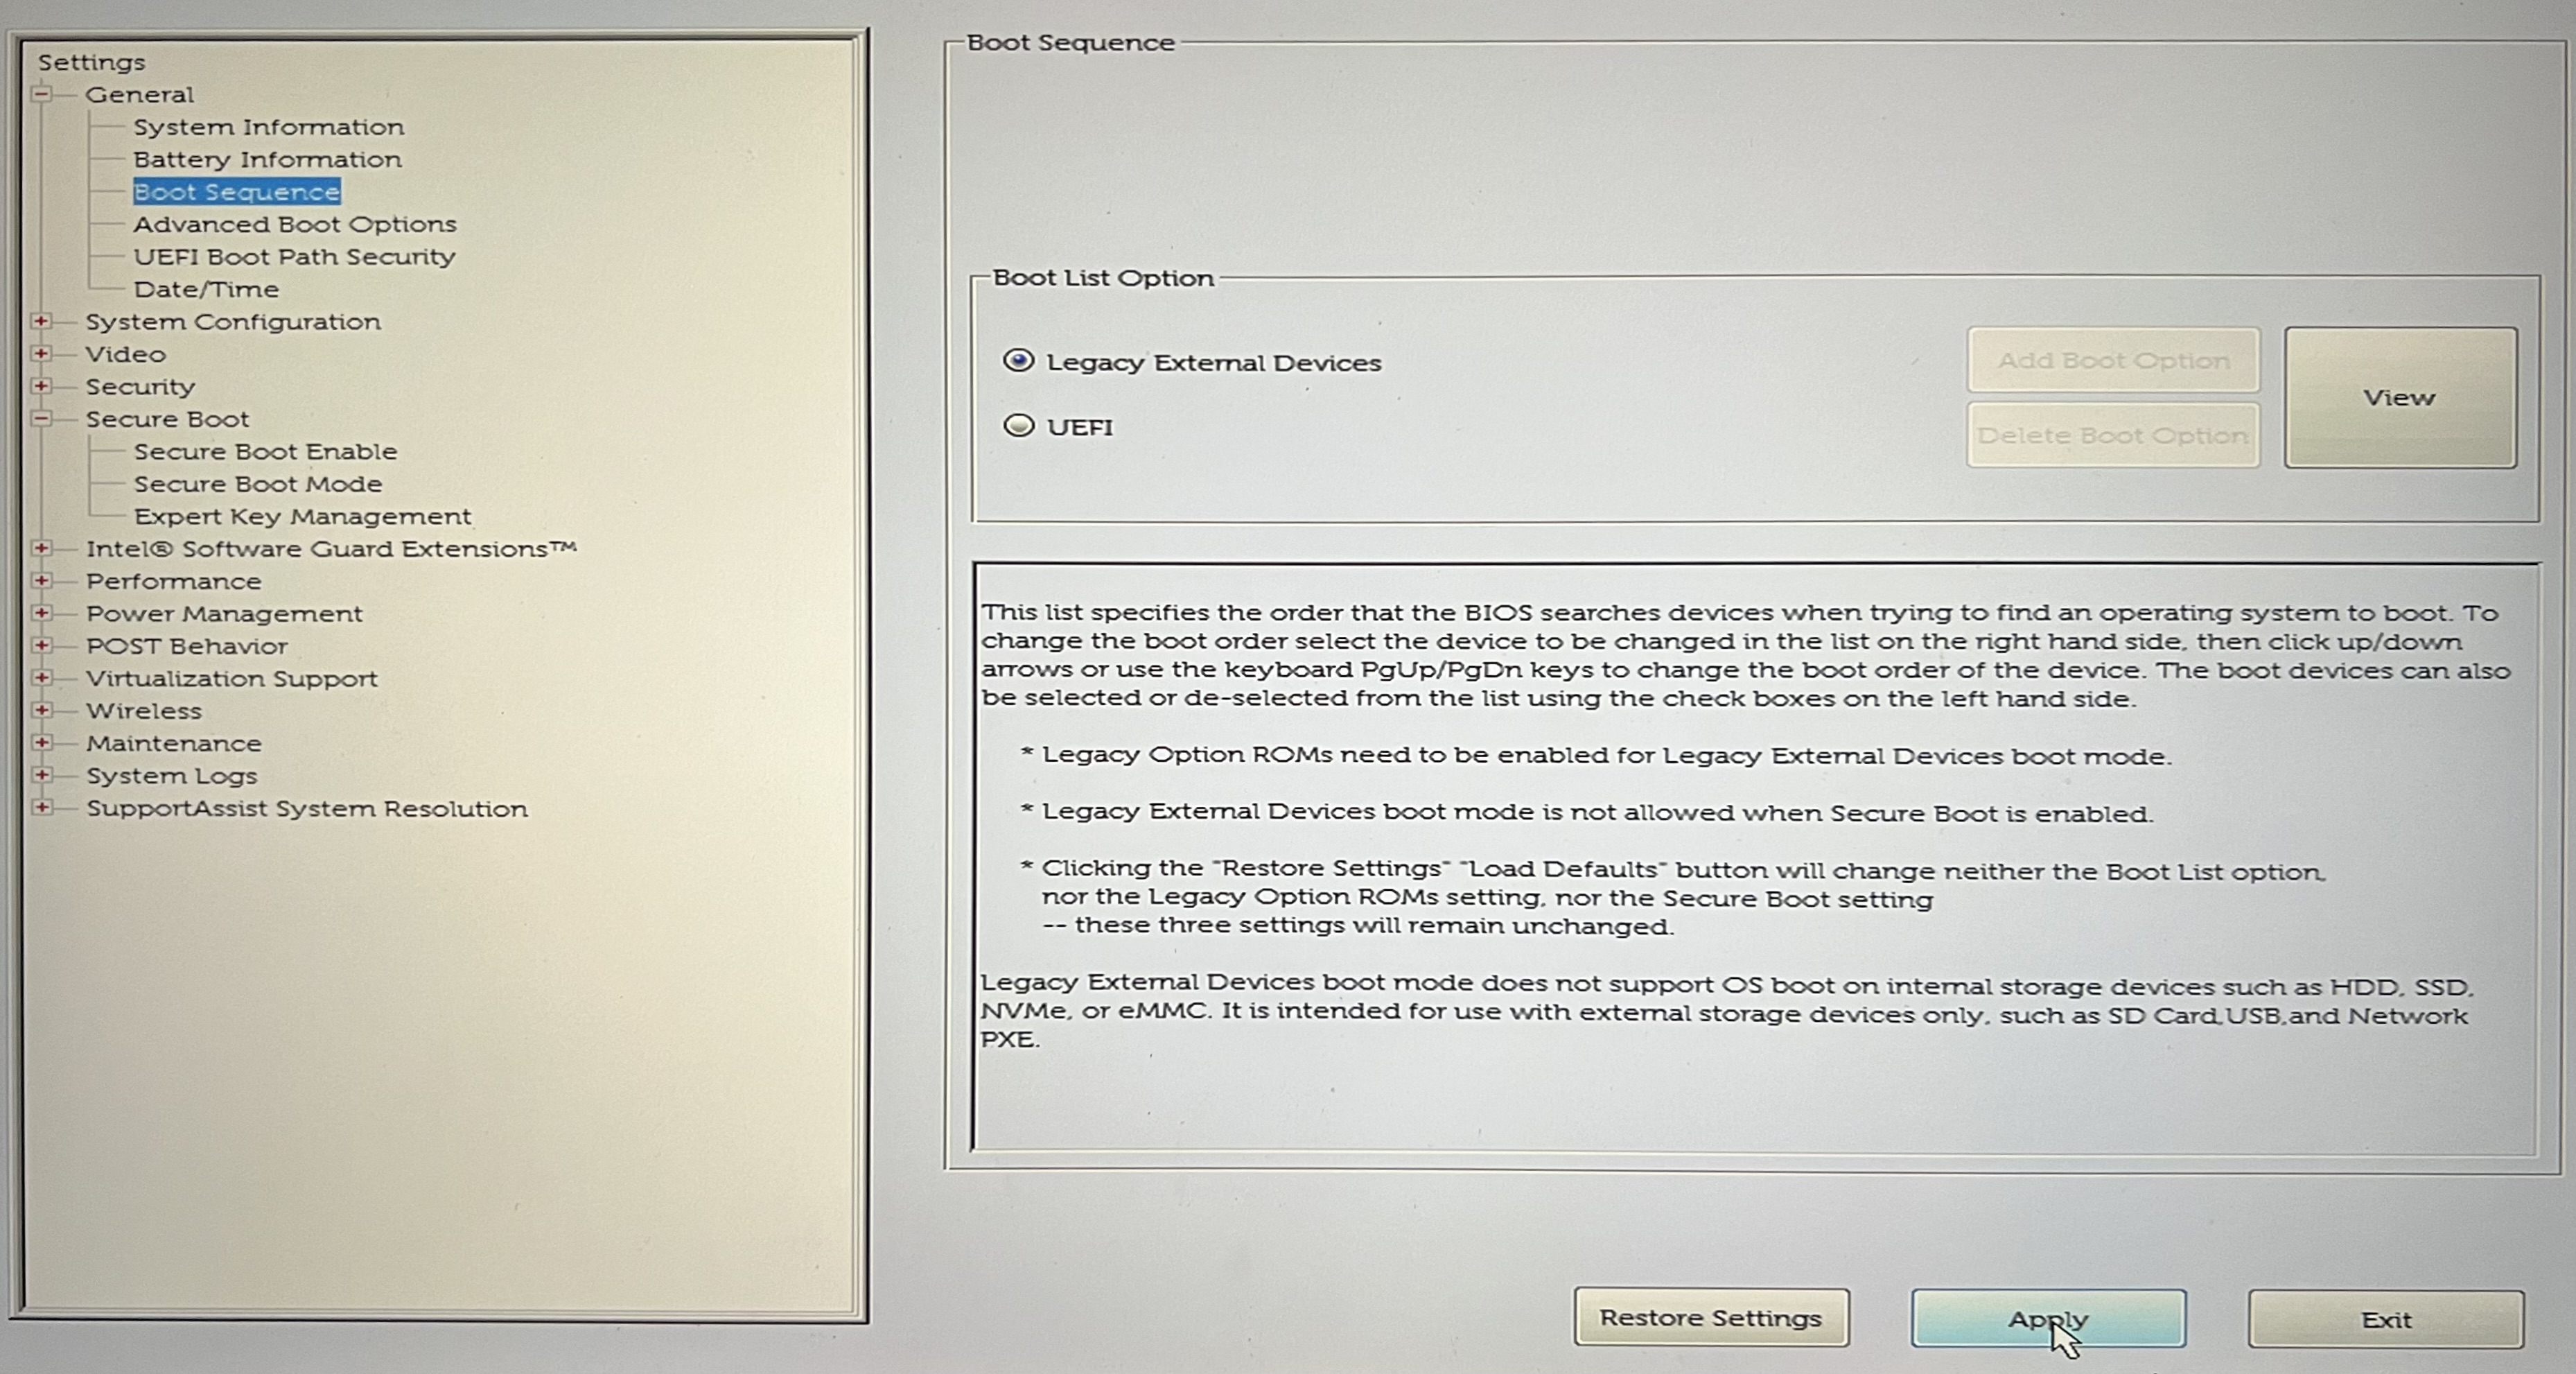 Settings
General
System Information
Battery Information
Boot Sequence
Advanced Boot Options
UEFI Boot Path Security
Date/Time
System Configuration
Video
Security
Secure Boot
Secure Boot Enable
Secure Boot Mode
Expert Key Management
Intel® Software Guard Extensions™
Performance
Power Management
POST Behavior
Virtualization Support
Wireless
Maintenance
System Logs
SupportAssist System Resolution
Boot Sequence
Boot List Option
Legacy External Devices
UEFI
Add Boot Option
Delete Boot Option
View
This list specifies the order that the BIOS searches devices when trying to find an operating system to boot. To
change the boot order select the device to be changed in the list on the right hand side, then click up/down
arrows or use the keyboard PgUp/PgDn keys to change the boot order of the device. The boot devices can also
be selected or de-selected from the list using the check boxes on the left hand side.
* Legacy Option ROMs need to be enabled for Legacy External Devices boot mode.
* Legacy External Devices boot mode is not allowed when Secure Boot is enabled.
* Clicking the "Restore Settings" "Load Defaults" button will change neither the Boot List option,
nor the Legacy Option ROMs setting, nor the Secure Boot setting
-- these three settings will remain unchanged.
Legacy External Devices boot mode does not support OS boot on internal storage devices such as HDD, SSD,
NVMe, or eMMC. It is intended for use with external storage devices only, such as SD Card,USB,and Network
PXE.
Restore Settings
Apply
Exit